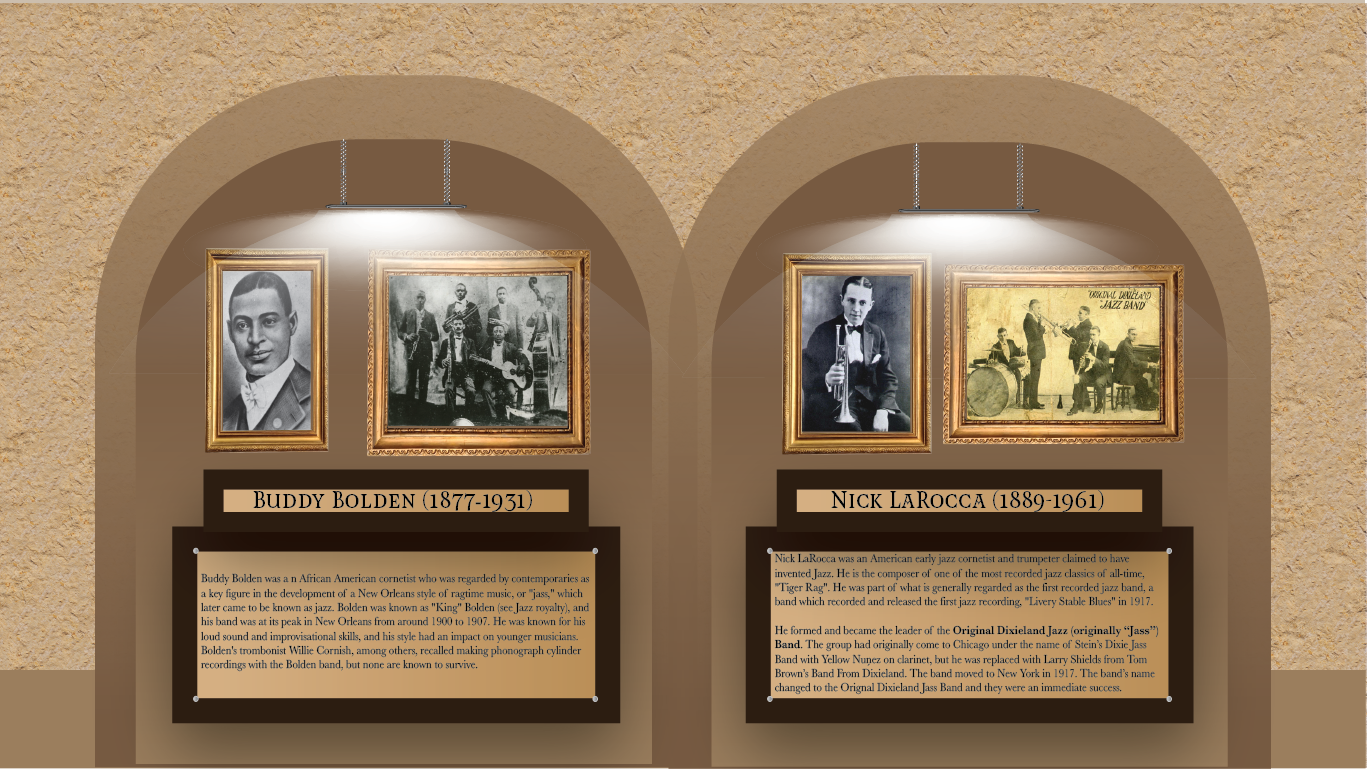 ORIGINAL DIXIELAND
"JAZZ BAND"
BUDDY BOLDEN (1877-1931)
NICK LAROCCA (1889-1961)
Buddy Bolden was a n African American cornetist who was regarded by contemporaries as
a key figure in the development of a New Orleans style of ragtime music, or "jass," which
later came to be known as jazz. Bolden was known as "King" Bolden (see Jazz royalty), and
his band was at its peak in New Orleans from around 1900 to 1907. He was known for his
loud sound and improvisational skills, and his style had an impact on younger musicians.
Bolden's trombonist Willie Cornish, among others, recalled making phonograph cylinder
recordings with the Bolden band, but none are known to survive.
Nick LaRocca was an American early jazz cornetist and trumpeter claimed to have
invented Jazz. He is the composer of one of the most recorded jazz classics of all-time,
"Tiger Rag". He was part of what is generally regarded as the first recorded jazz band, a
band which recorded and released the first jazz recording, "Livery Stable Blues" in 1917.
He formed and became the leader of the Original Dixieland Jazz (originally “Jass”)
Band. The group had originally come to Chicago under the name of Stein's Dixie Jass
Band with Yellow Nunez on clarinet, but he was replaced with Larry Shields from Tom
Brown's Band From Dixieland. The band moved to New York in 1917. The band's name
changed to the Orignal Dixieland Jass Band and they were an immediate success.